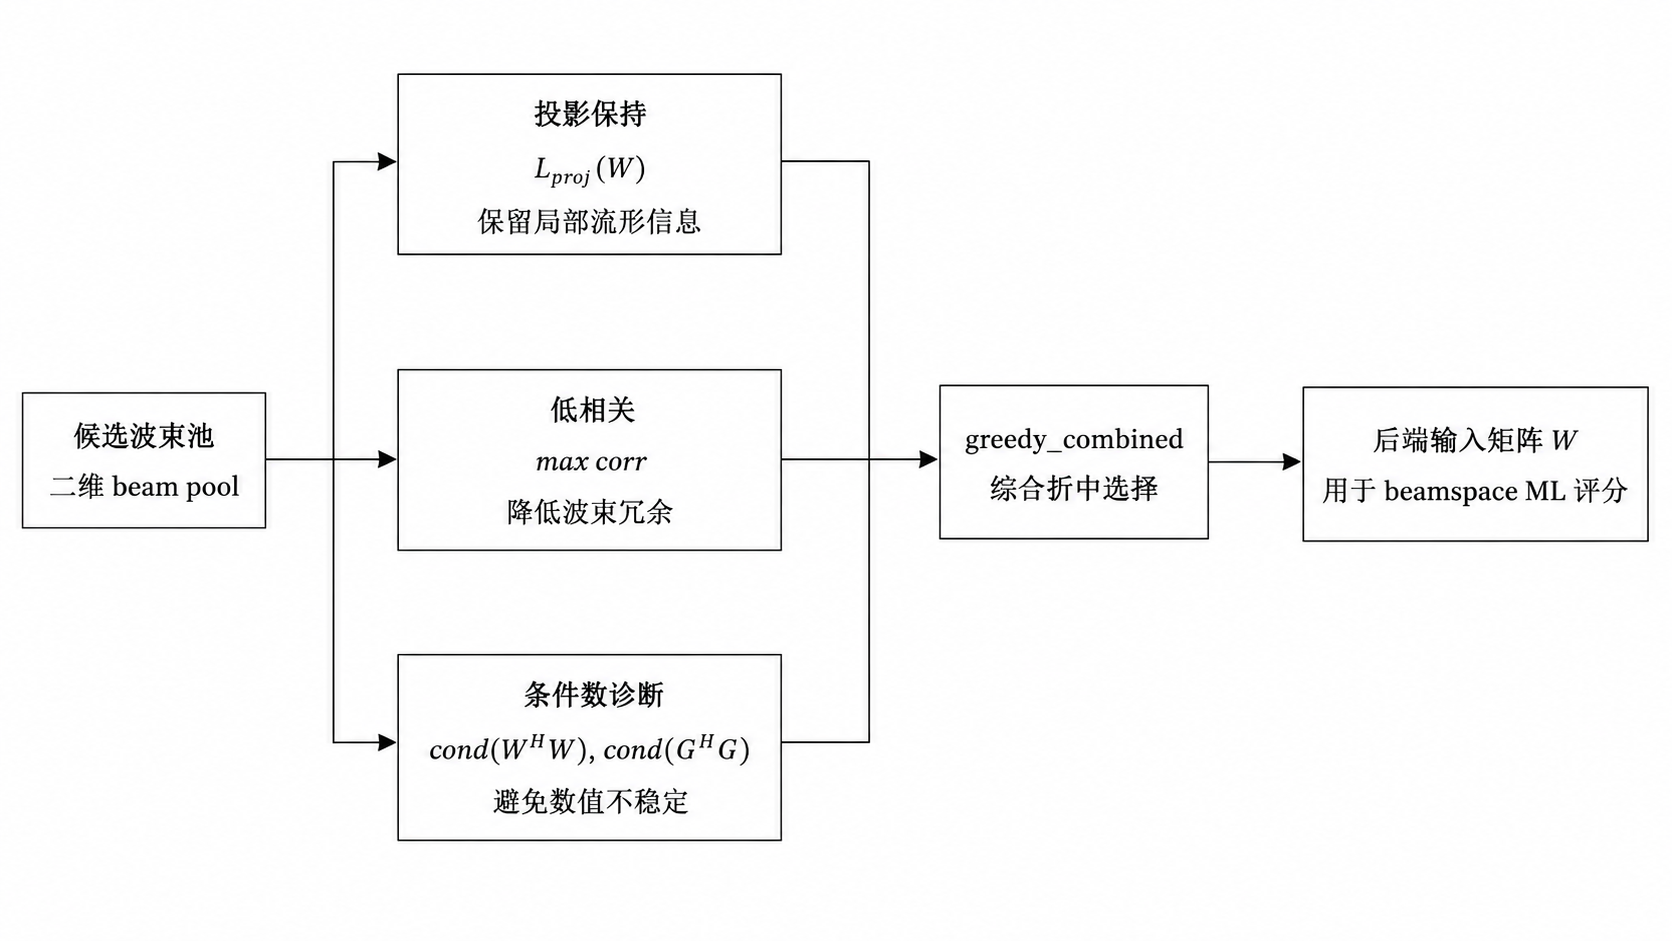 投影保持
L_{proj}(W)
保留局部流形信息
候选波束池
二维 beam pool
低相关
max corr
降低波束冗余
greedy_combined
综合折中选择
后端输入矩阵 W
用于 beamspace ML 评分
条件数诊断
cond(W^H W), cond(G^H G)
避免数值不稳定